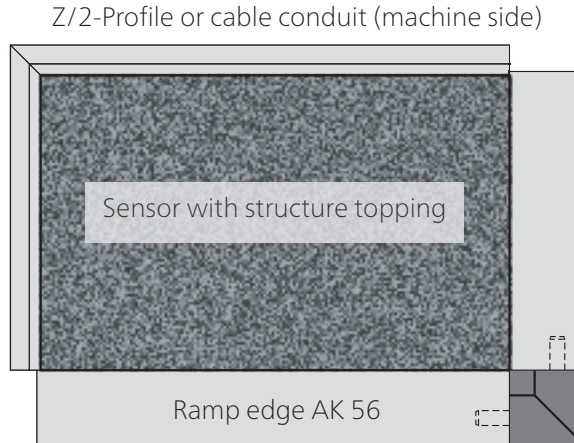 Z/2-Profile or cable conduit (machine side)
Sensor with structure topping
Ramp edge AK 56